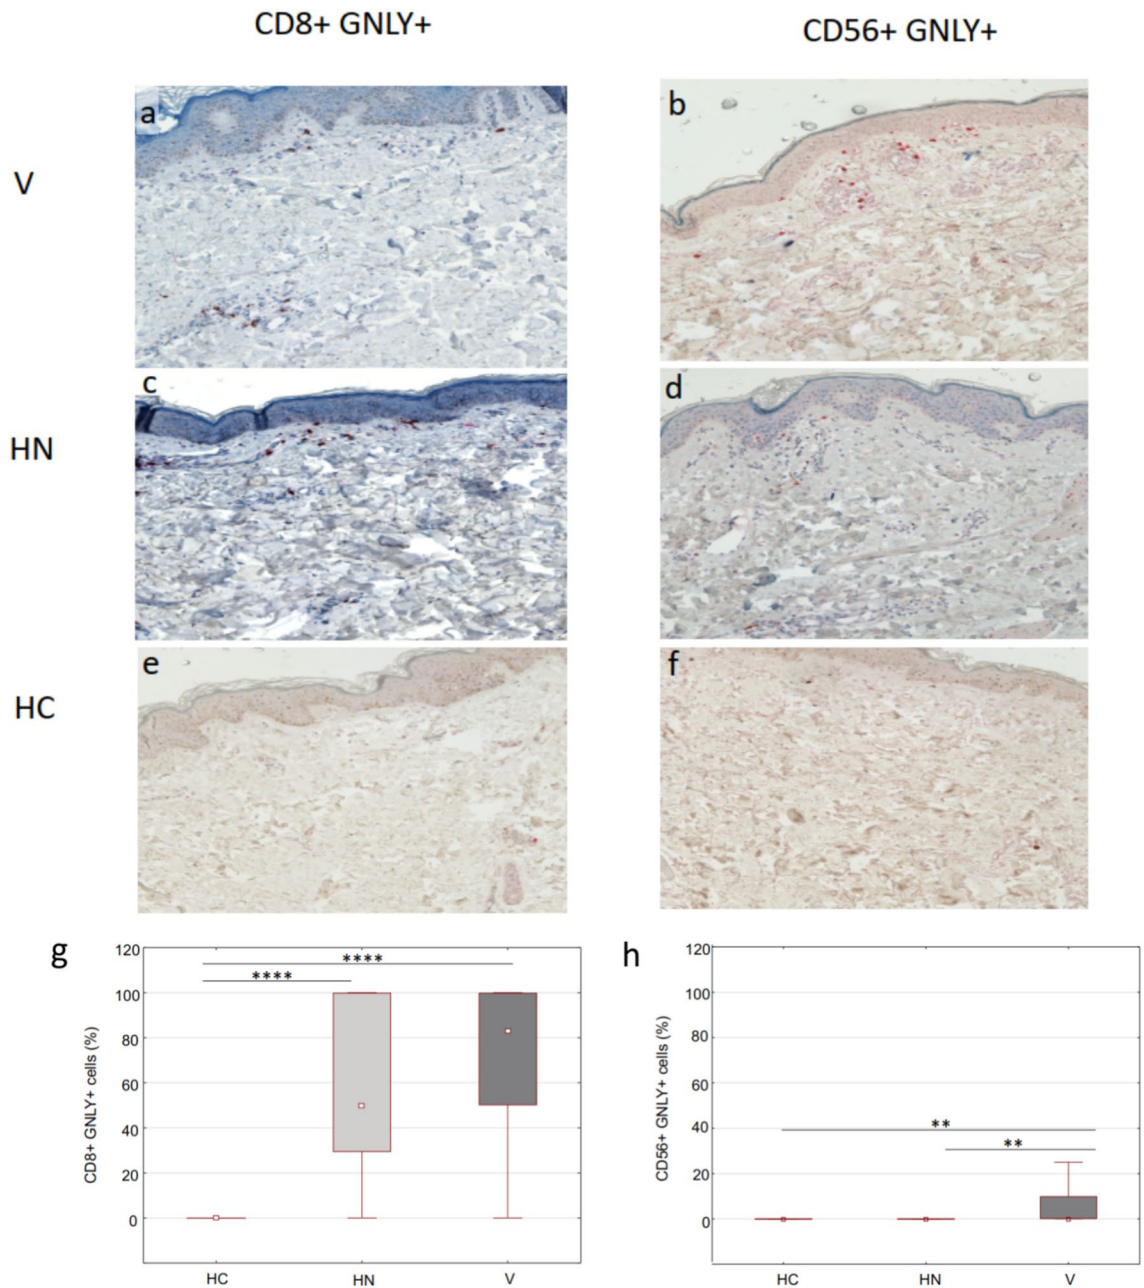 CD8+ GNLY+
CD56+ GNLY+
V
a
b
HN
c
d
HC
e
f
g
CD8+ GNLY+ cells (%)
120
100
80
60
40
20
0
****
****
HC
HN
V
h
CD56+ GNLY+ cells (%)
120
100
80
60
40
20
0
**
**
HC
HN
V